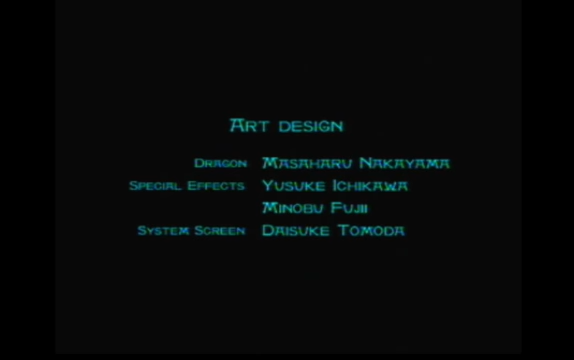 Art design
Dragon Masaharu Nakayama
Special Effects Yusuke Ichikawa
Minobu Fujii
System Screen Daisuke Tomoda